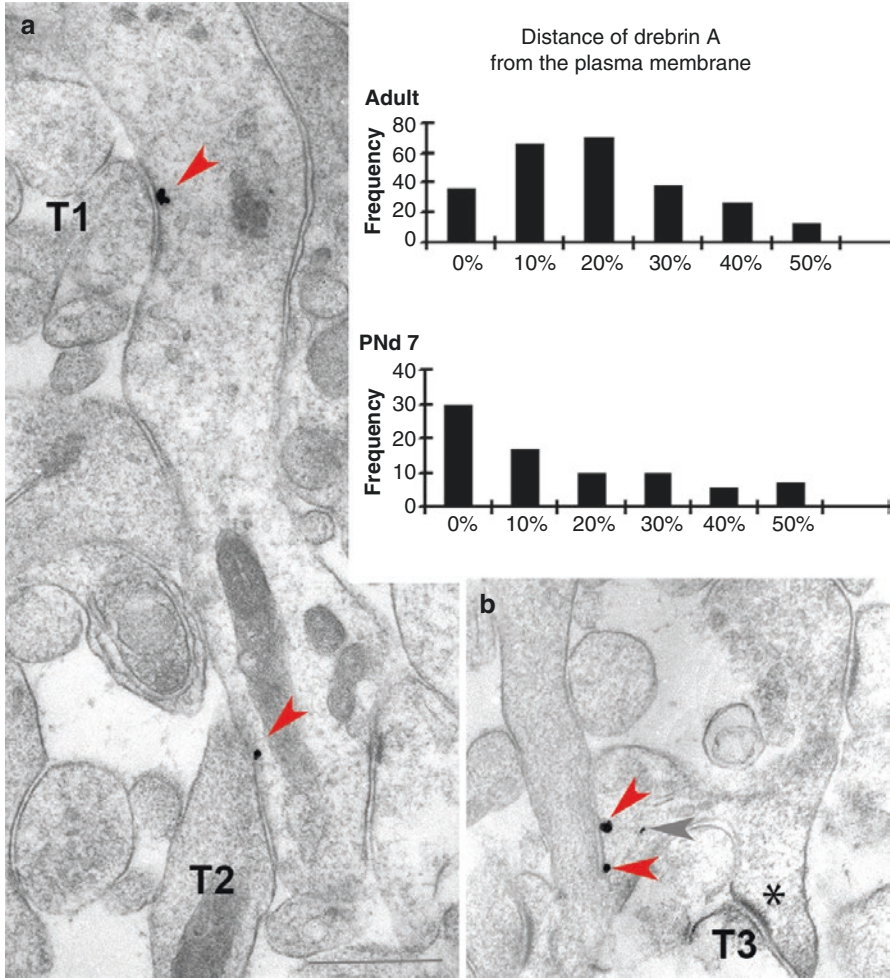 a
T1
T2
Distance of drebrin A
from the plasma membrane
Adult
Frequency
80
60
40
20
0
0% 10% 20% 30% 40% 50%
PNd 7
Frequency
40
30
20
10
0
0% 10% 20% 30% 40% 50%
b
*
T3